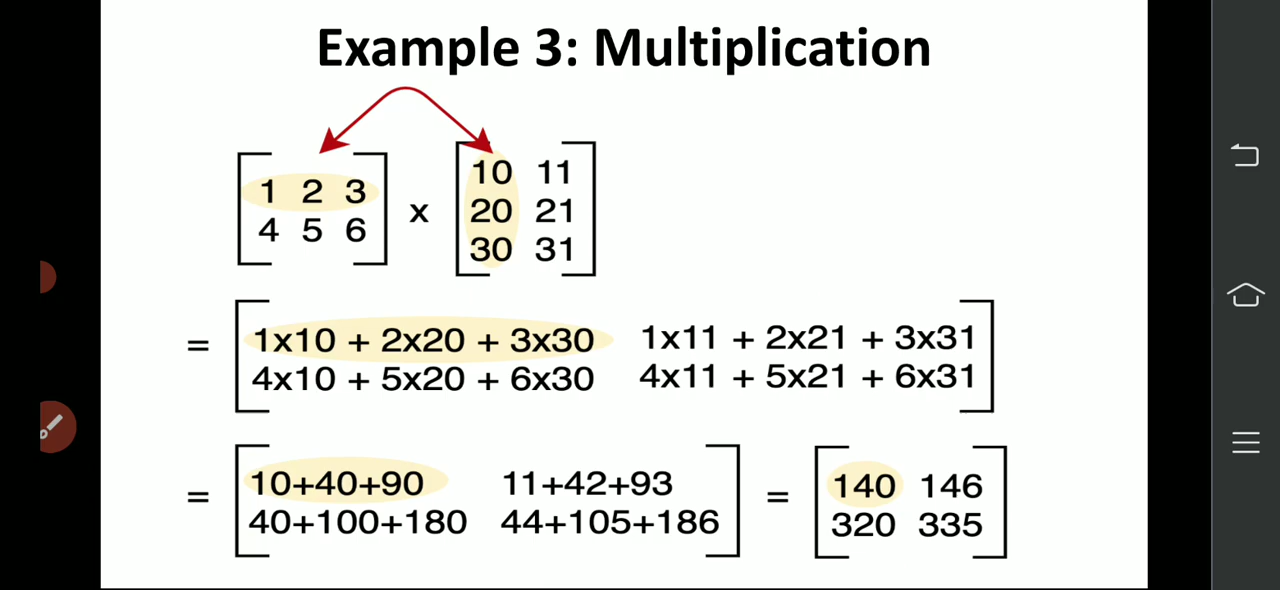 Example 3: Multiplication
1 2 3
4 5 6
x
10 11
20 21
30 31
=
1x10 + 2x20 + 3x30 1x11 + 2x21 + 3x31
4x10 + 5x20 + 6x30 4x11 + 5x21 + 6x31
=
10+40+90 11+42+93
40+100+180 44+105+186
=
140 146
320 335